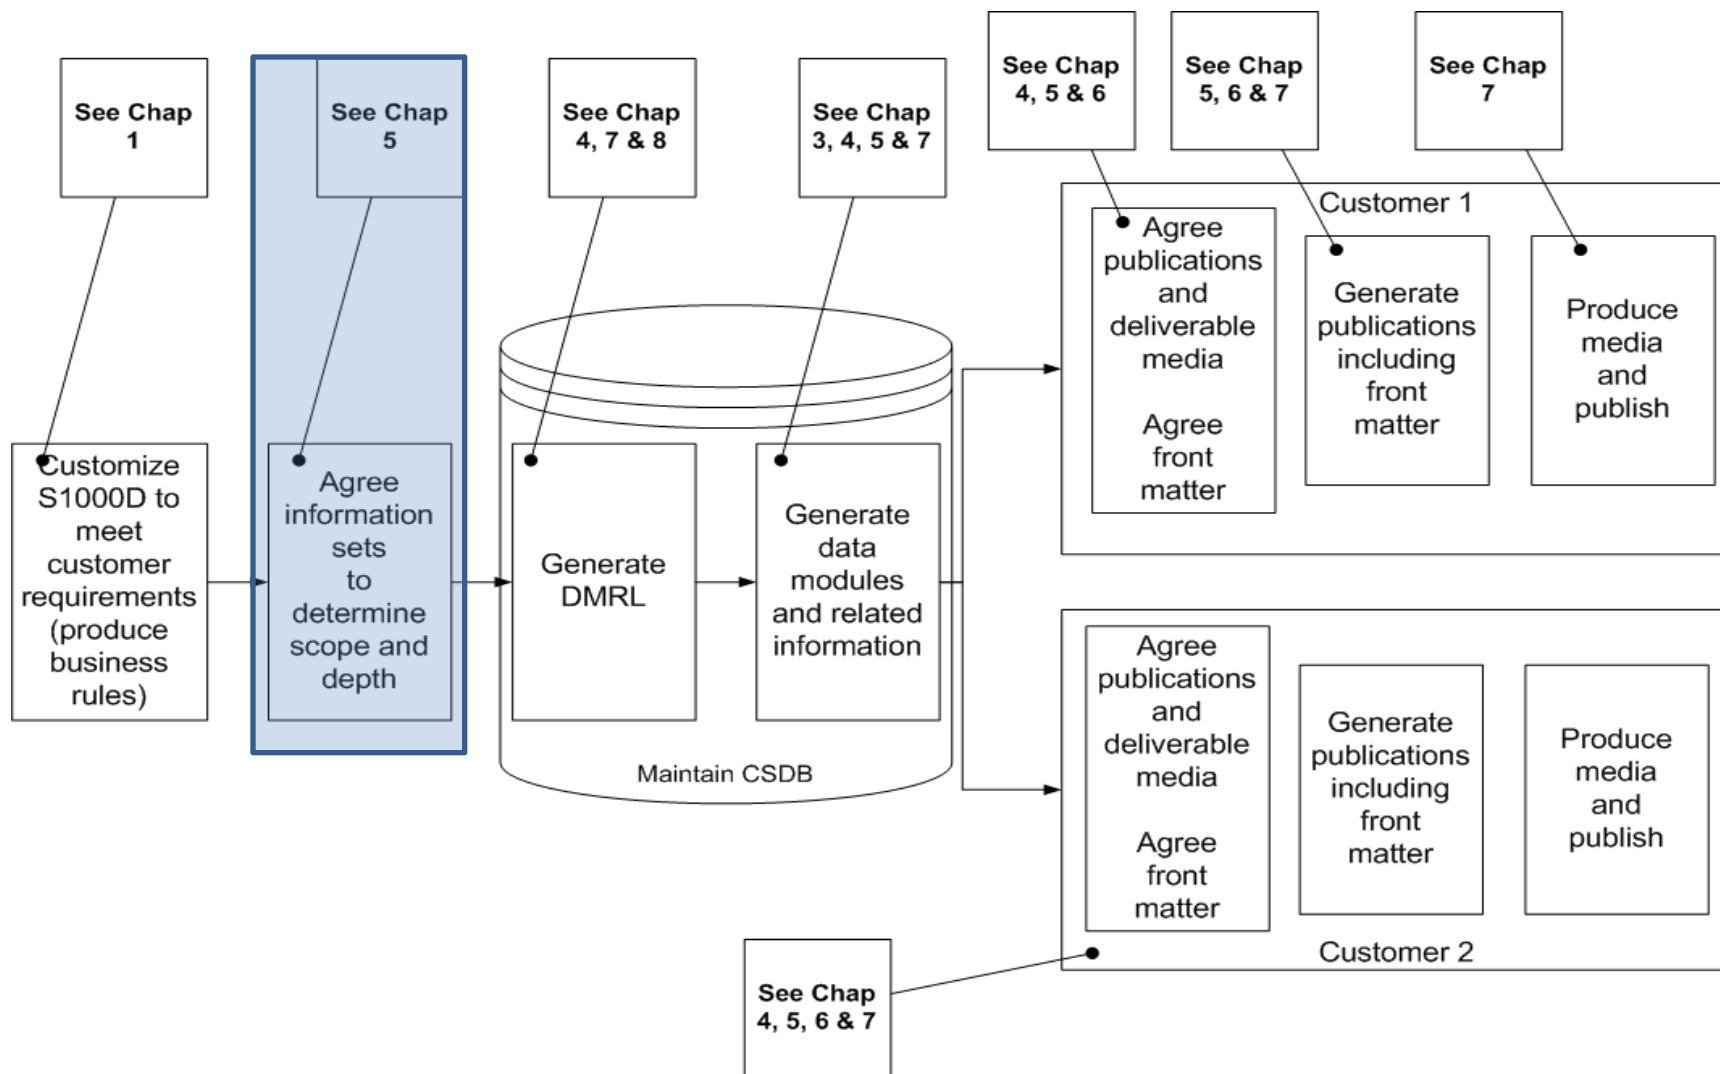 See Chap
1
See Chap
5
See Chap
4, 7 & 8
See Chap
3, 4, 5 & 7
See Chap
4, 5 & 6
See Chap
5, 6 & 7
See Chap
7
Customize
S1000D to
meet
customer
requirements
(produce
business
rules)
Agree
information
sets
to
determine
scope and
depth
Generate
DMRL
Generate
data
modules
and related
information
Maintain CSDB
Customer 1
Agree
publications
and
deliverable
media
Agree
front
matter
Generate
publications
including
front
matter
Produce
media
and
publish
Agree
publications
and
deliverable
media
Agree
front
matter
Generate
publications
including
front
matter
Produce
media
and
publish
Customer 2
See Chap
4, 5, 6 & 7